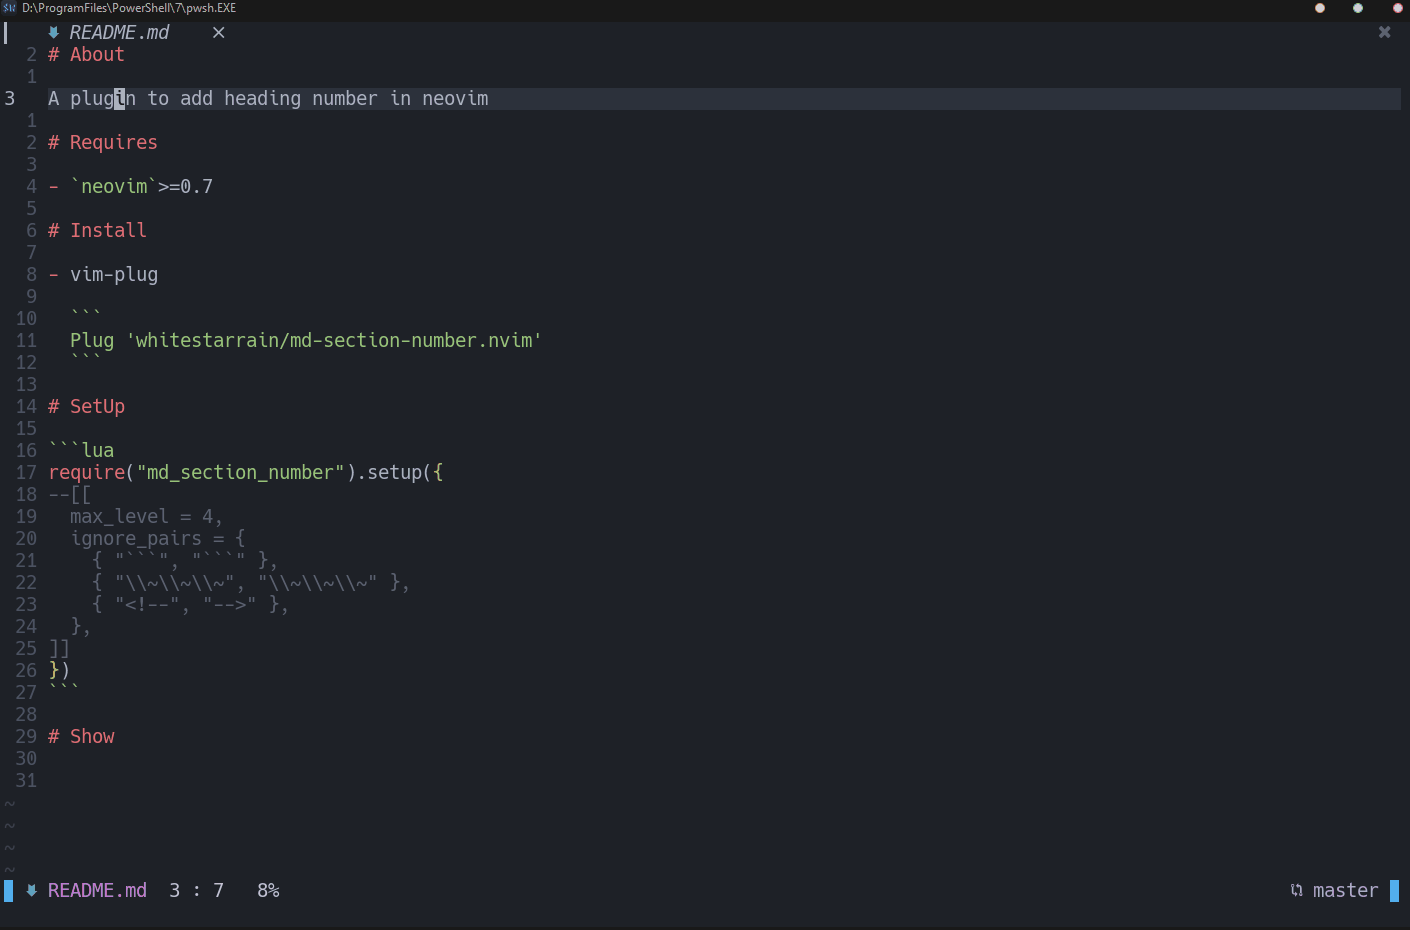 D:\ProgramFiles\PowerShell\7\pwsh.EXE
README.md ×
2 # About
1
3 A plugin to add heading number in neovim
1
2 # Requires
3
4 - `neovim`>=0.7
5
6 # Install
7
8 - vim-plug
9
10 ```
11 Plug 'whitestarrain/md-section-number.nvim'
12 ```
13
14 # SetUp
15
16 ```lua
17 require("md_section_number").setup({
18 --[[
19 max_level = 4,
20 ignore_pairs = {
21 { "```", "```" },
22 { "\\~\\~\\~", "\\~\\~\\~" },
23 { "<!--", "-->" },
24 },
25 ]]
26 })
27 ```
28
29 # Show
30
31
~
~
~
~
README.md 3 : 7 8% master